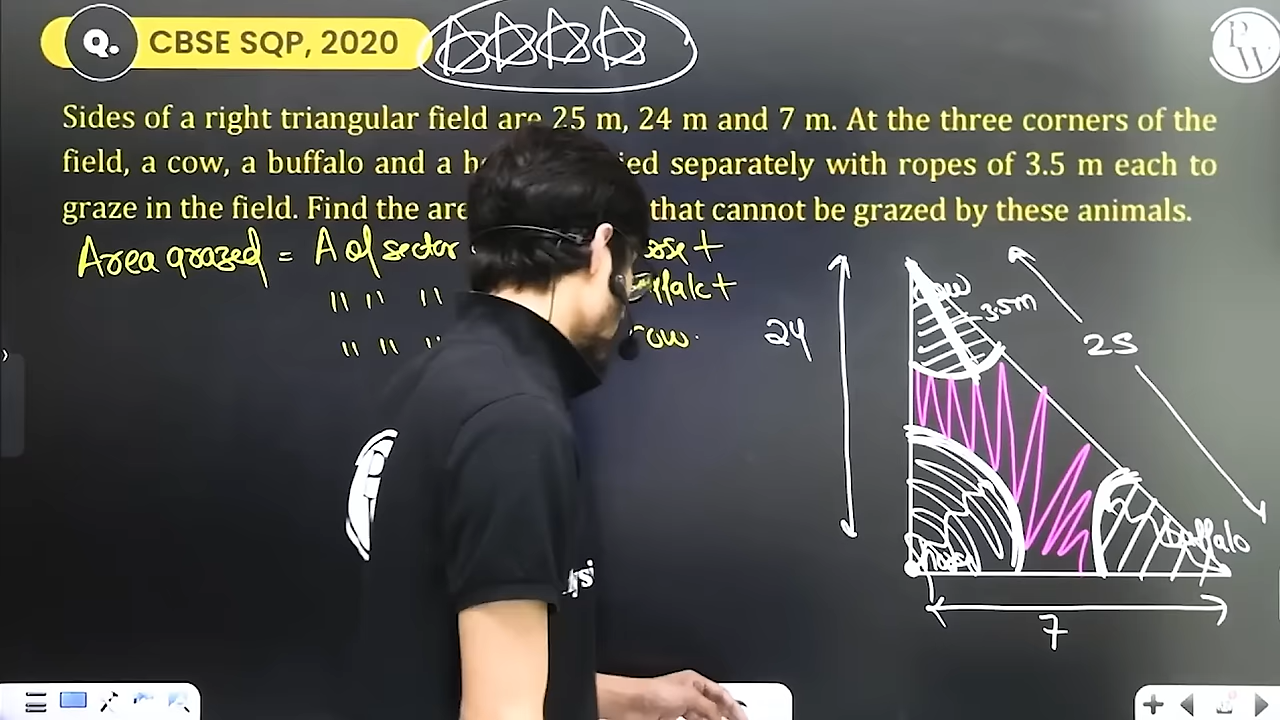 Q. CBSE SQP, 2020
PW
Sides of a right triangular field are 25 m, 24 m and 7 m. At the three corners of the
field, a cow, a buffalo and a ied separately with ropes of 3.5 m each to
graze in the field. Find the are that cannot be grazed by these animals.
Area grazed = A of sector +
" " " +
" " "
24
cow
3.5m
25
buffalo
7